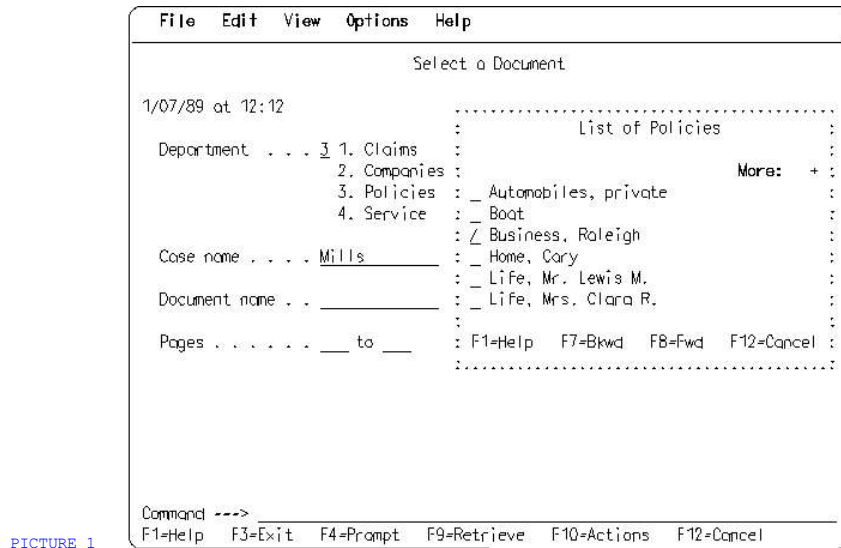 File Edit View Options Help
Select a Document
1/07/89 at 12:12
Department . . . 3 1. Claims
2. Companies
3. Policies
4. Service
Case name . . . . Mills
Document name . .
Pages . . . . . . ___ to ___
List of Policies
More: +
_ Automobiles, private
_ Boat
/ Business, Raleigh
_ Home, Cary
_ Life, Mr. Lewis M.
_ Life, Mrs. Clara R.
F1=Help F7=Bkwd F8=Fwd F12=Cancel
Command --->
F1=Help F3=Exit F4=Prompt F9=Retrieve F10=Actions F12=Cancel
PICTURE 1